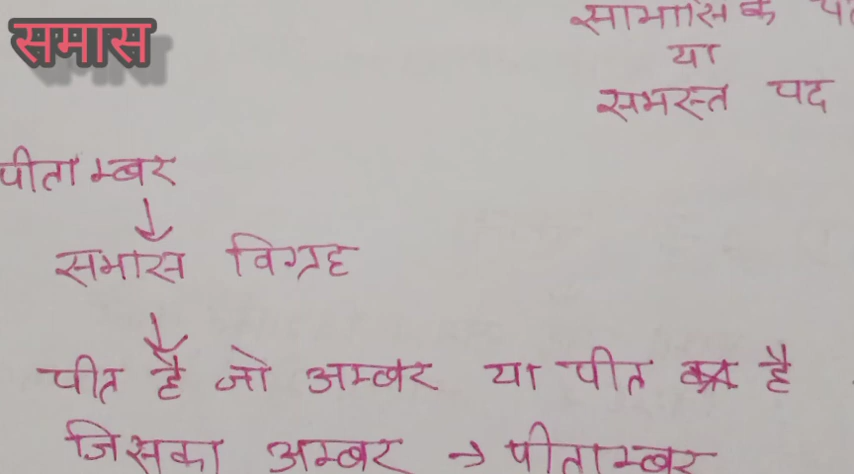 समास
सामासिक
या
समस्त पद
पीताम्बर
समास विग्रह
पीत है जो अम्बर या पीत है
जिसका अम्बर → पीताम्बर